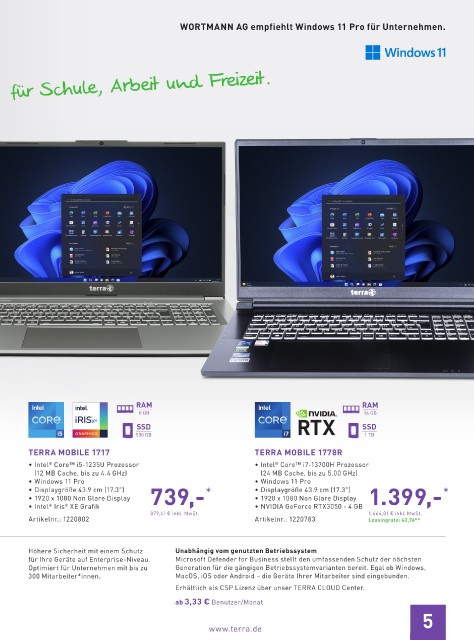 WORTMANN AG empfiehlt Windows 11 Pro für Unternehmen.
Windows 11
für Schule, Arbeit und Freizeit.
terra
terra
intel.
CORE
i5
intel.
iRIS xe
GRAPHICS
RAM
8 GB
SSD
500 GB
intel.
CORE
i7
NVIDIA.
RTX
RAM
16 GB
SSD
1 TB
TERRA MOBILE 1717
• Intel® Core™ i5-1235U Prozessor
(12 MB Cache, bis zu 4.4 GHz)
• Windows 11 Pro
• Displaygröße 43.9 cm (17.3")
• 1920 x 1080 Non Glare Display
• Intel® Iris® XE Grafik
Artikelnr.: 1220802
739,-*
879,41 € inkl. MwSt.
TERRA MOBILE 1778R
• Intel® Core™ i7-13700H Prozessor
(24 MB Cache, bis zu 5.00 GHz)
• Windows 11 Pro
• Displaygröße 43.9 cm (17.3")
• 1920 x 1080 Non Glare Display
• NVIDIA GeForce RTX3050 - 4 GB
Artikelnr.: 1220783
1.399,-*
inkl. MwSt.
Leasingrate:
Höhere Sicherheit mit einem Schutz
für Ihre Geräte auf Enterprise-Niveau.
Optimiert für Unternehmen mit bis zu
300 Mitarbeiter*innen.
Unabhängig vom genutzten Betriebssystem
Microsoft Defender for Business stellt den umfassenden Schutz der nächsten
Generation für die gängigen Betriebssystemvarianten bereit. Egal ob Windows,
MacOS, iOS oder Android – die Geräte Ihrer Mitarbeiter sind eingebunden.
Erhältlich als CSP Lizenz über unser TERRA CLOUD Center.
ab 3,33 € Benutzer/Monat
www.terra.de
5